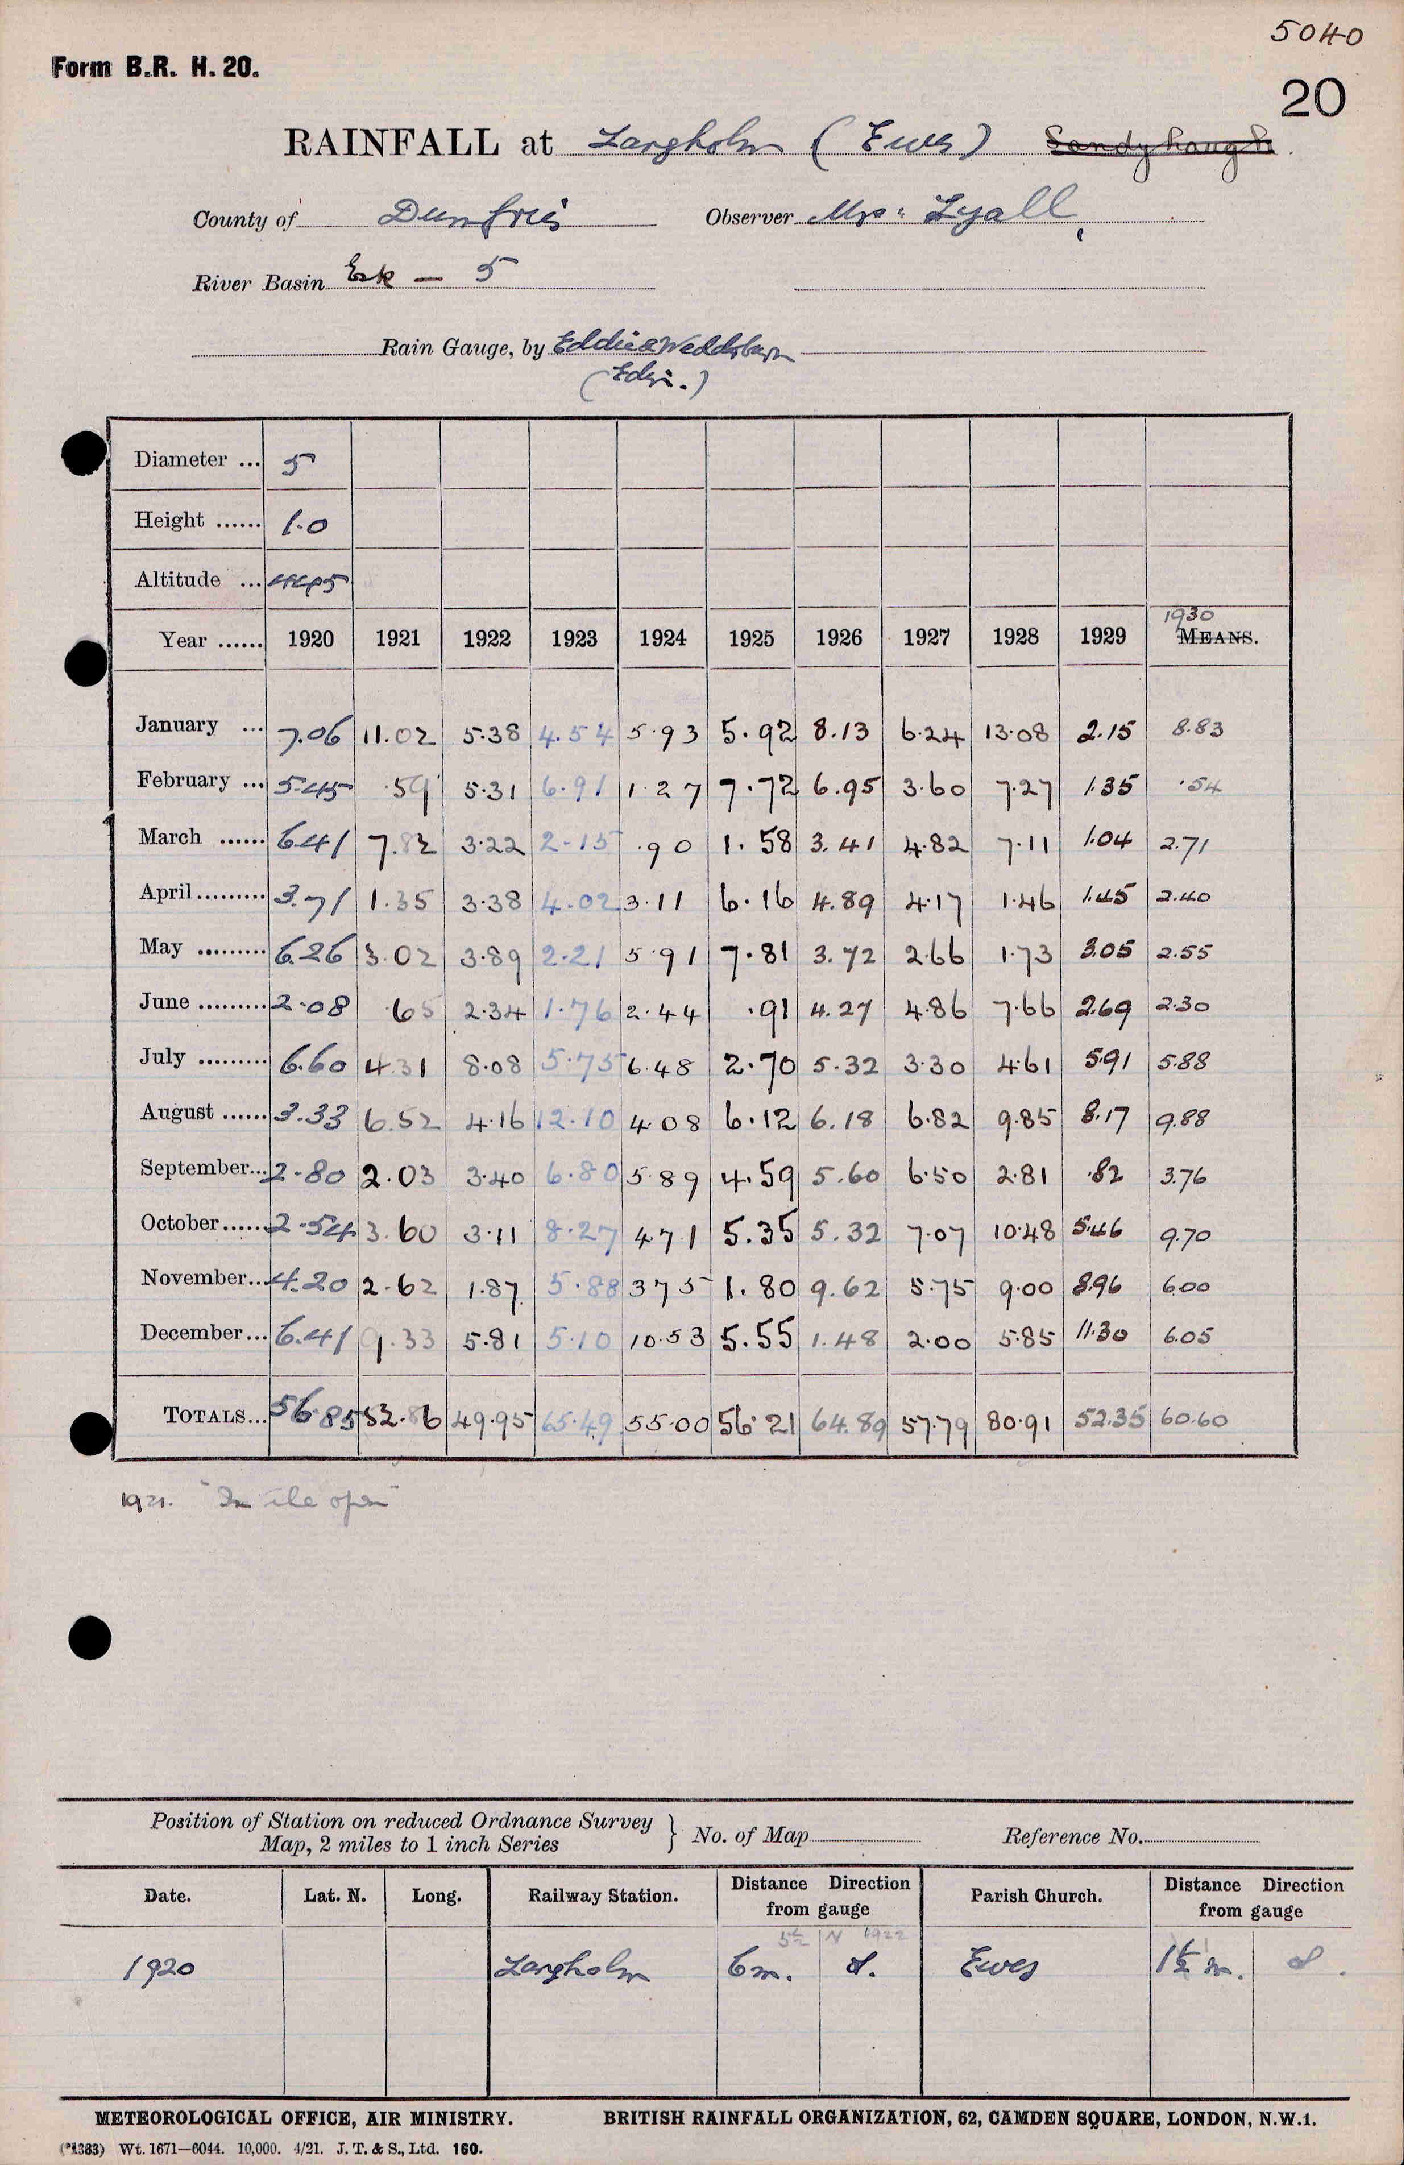 5040
Form B.R. H. 20.
20
RAINFALL at Langholm (Ews) Sandyhaugh
County of Dumfries Observer Mrs. Lyall
River Basin Esk — 5
Rain Gauge, by Eddie & Wedderburn
(Edin.)
Diameter ... 5
Height ...... 1.0
Altitude ... 445
1930
Year ...... 1920 1921 1922 1923 1924 1925 1926 1927 1928 1929 MEANS.
January ... 7.06 11.02 5.38 4.54 5.93 5.92 8.13 6.24 13.08 2.15 8.83
February ... 5.45 .59 5.31 6.91 1.27 7.72 6.95 3.60 7.27 1.35 .54
March ...... 6.41 7.82 3.22 2.15 .90 1.58 3.41 4.82 7.11 1.04 2.71
April ......... 3.71 1.35 3.38 4.02 3.11 6.16 4.89 4.17 1.46 1.45 2.40
May ......... 6.26 3.02 3.89 2.21 5.91 7.81 3.72 2.66 1.73 3.05 2.55
June ......... 2.08 .65 2.34 1.76 2.44 .91 4.27 4.86 7.66 2.69 2.30
July ......... 6.60 4.31 8.08 5.75 6.48 2.70 5.32 3.30 4.61 5.91 5.88
August ...... 3.33 6.52 4.16 12.10 4.08 6.12 6.18 6.82 9.85 8.17 9.88
September... 2.80 2.03 3.40 6.80 5.89 4.59 5.60 6.50 2.81 .82 3.76
October...... 2.54 3.60 3.11 8.27 4.71 5.35 5.32 7.07 10.48 5.46 9.70
November... 4.20 2.62 1.87 5.88 3.75 1.80 9.62 5.75 9.00 8.96 6.00
December... 6.41 9.33 5.81 5.10 10.53 5.55 1.48 2.00 5.85 11.30 6.05
TOTALS... 56.85 52.86 49.95 65.49 55.00 56.21 64.89 57.79 80.91 52.35 60.60
1921. "In the open"
Position of Station on reduced Ordnance Survey
Map, 2 miles to 1 inch Series } No. of Map Reference No.
Date. Lat. N. Long. Railway Station. Distance Direction from gauge Parish Church. Distance Direction from gauge
5½ N 1922
1920 Langholm 6m. S. Ewes 1½ m. S.
METEOROLOGICAL OFFICE, AIR MINISTRY. BRITISH RAINFALL ORGANIZATION, 62, CAMDEN SQUARE, LONDON, N.W.1.
(*1383) Wt. 1671—6044. 10,000. 4/21. J. T. & S., Ltd. 160.